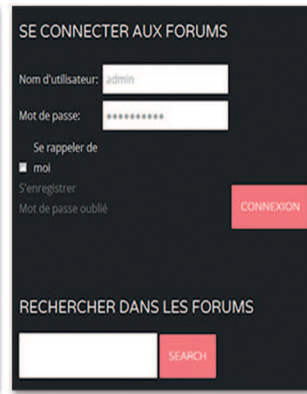 SE CONNECTER AUX FORUMS
Nom d'utilisateur: admin
Mot de passe: **********
Se rappeler de
moi
S'enregistrer
Mot de passe oublié
CONNEXION
RECHERCHER DANS LES FORUMS
SEARCH